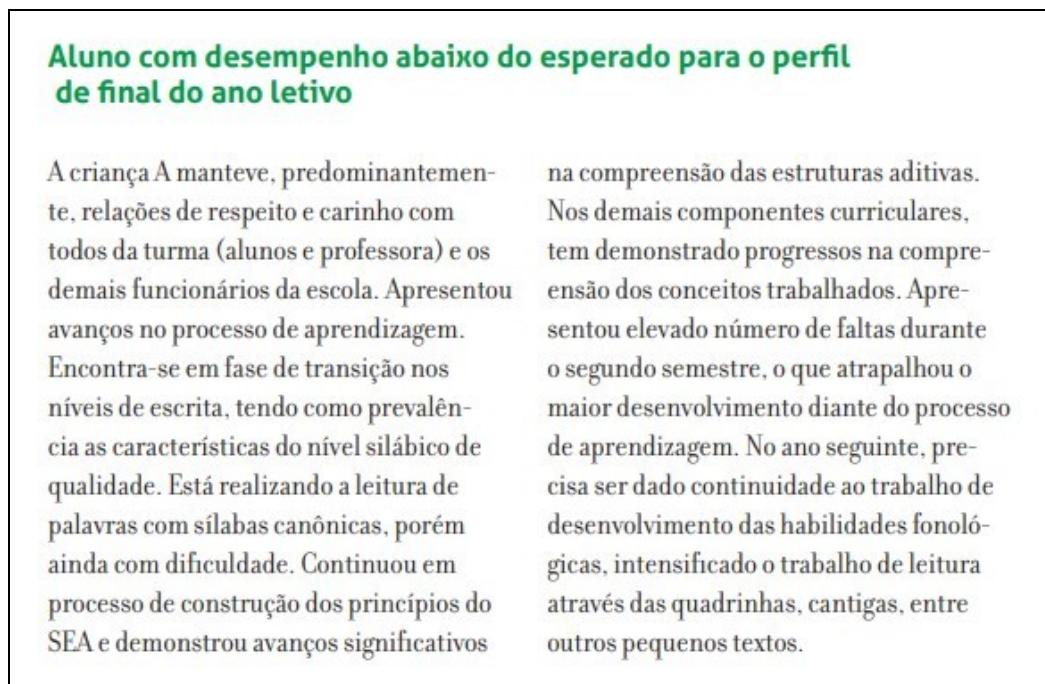 Aluno com desempenho abaixo do esperado para o perfil
de final do ano letivo
A criança A manteve, predominantemen-
te, relações de respeito e carinho com
todos da turma (alunos e professora) e os
demais funcionários da escola. Apresentou
avanços no processo de aprendizagem.
Encontra-se em fase de transição nos
níveis de escrita, tendo como prevalên-
cia as características do nível silábico de
qualidade. Está realizando a leitura de
palavras com sílabas canônicas, porém
ainda com dificuldade. Continuou em
processo de construção dos princípios do
SEA e demonstrou avanços significativos
na compreensão das estruturas aditivas.
Nos demais componentes curriculares,
tem demonstrado progressos na compre-
ensão dos conceitos trabalhados. Apre-
sentou elevado número de faltas durante
o segundo semestre, o que atrapalhou o
maior desenvolvimento diante do processo
de aprendizagem. No ano seguinte, pre-
cisa ser dado continuidade ao trabalho de
desenvolvimento das habilidades fonoló-
gicas, intensificado o trabalho de leitura
através das quadrinhas, cantigas, entre
outros pequenos textos.